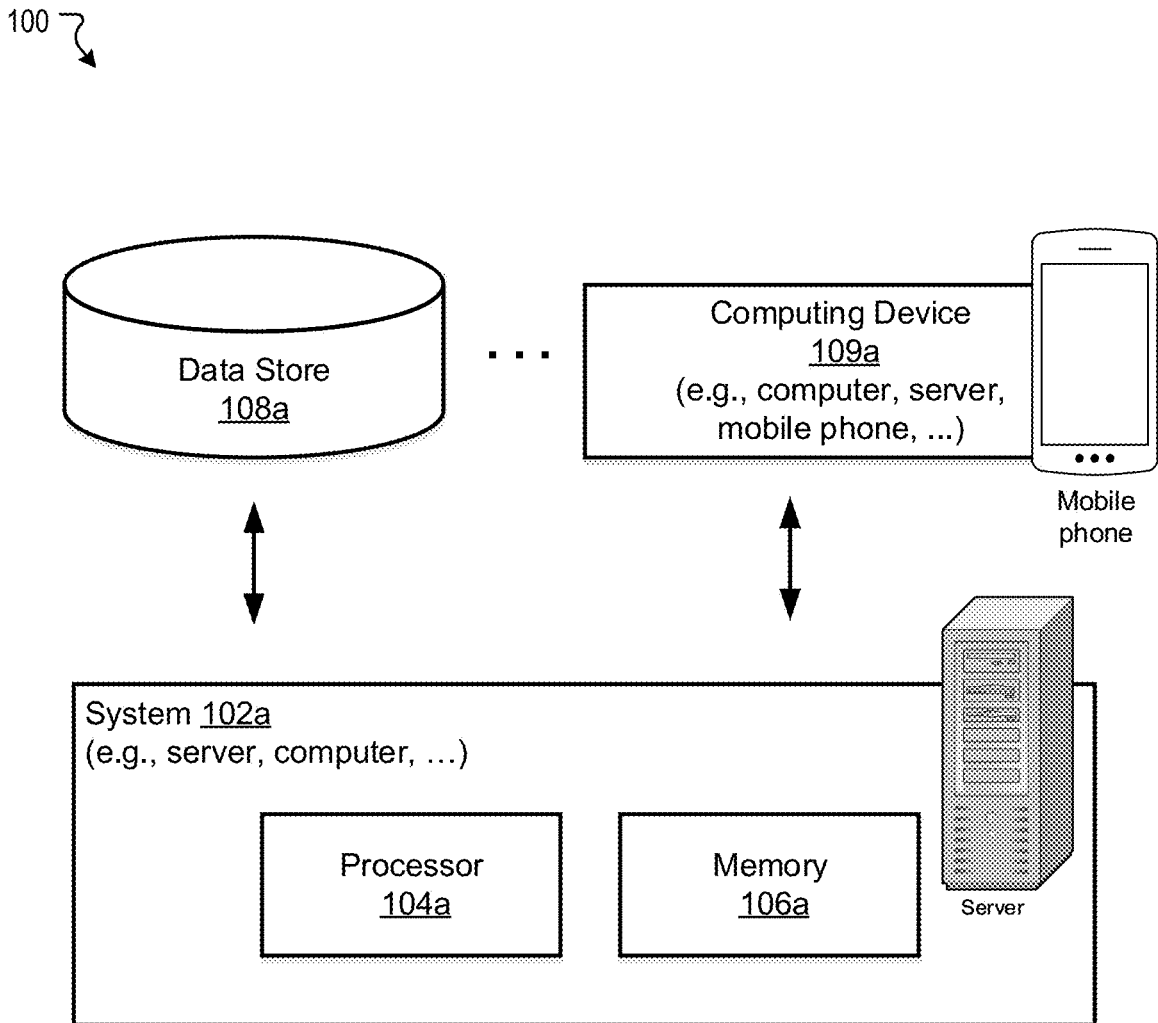 100
Data Store
108a
. . .
Computing Device
109a
(e.g., computer, server,
mobile phone, ...)
Mobile
phone
System 102a
(e.g., server, computer, …)
Processor
104a
Memory
106a
Server